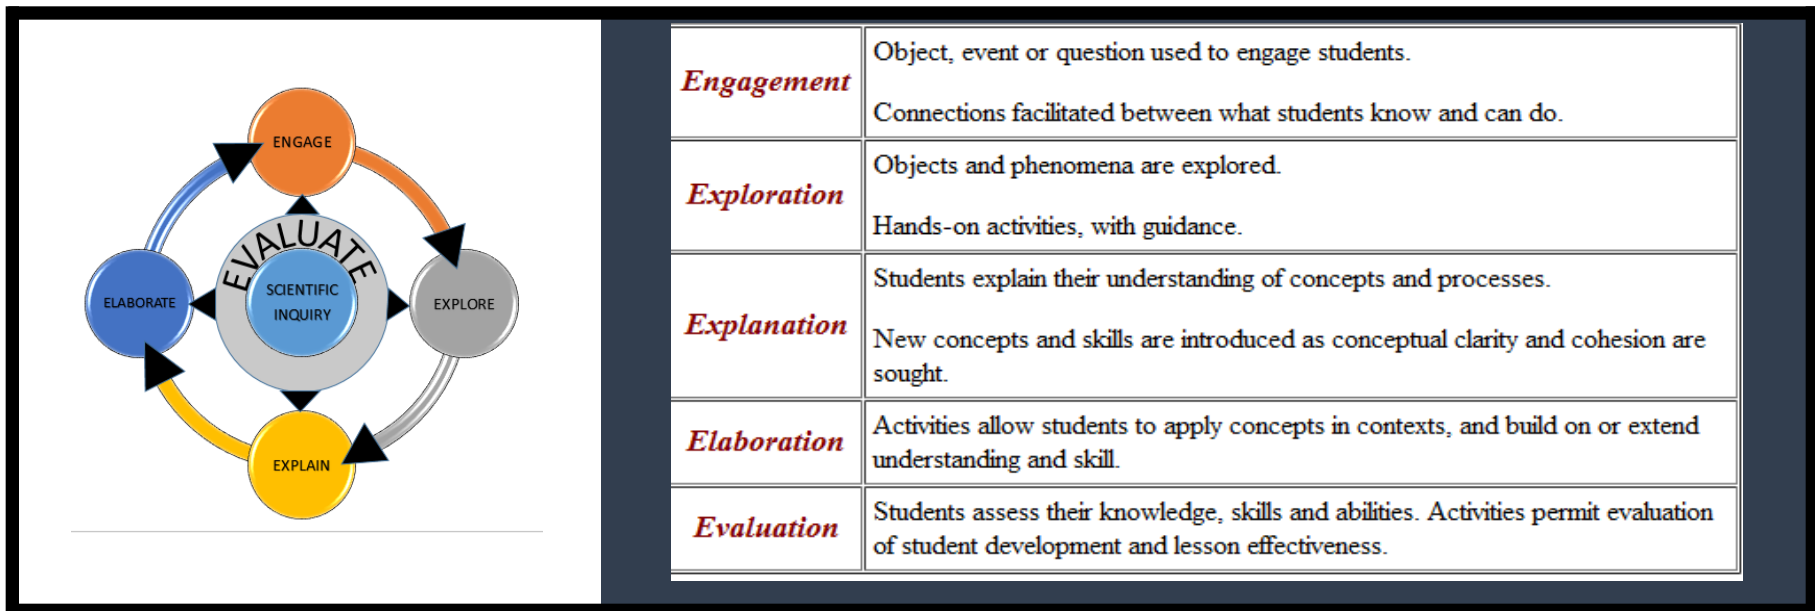 ENGAGE
EVALUATE
SCIENTIFIC
INQUIRY
ELABORATE
EXPLORE
EXPLAIN
Engagement
Object, event or question used to engage students.
Connections facilitated between what students know and can do.
Exploration
Objects and phenomena are explored.
Hands-on activities, with guidance.
Explanation
Students explain their understanding of concepts and processes.
New concepts and skills are introduced as conceptual clarity and cohesion are
sought.
Elaboration
Activities allow students to apply concepts in contexts, and build on or extend
understanding and skill.
Evaluation
Students assess their knowledge, skills and abilities. Activities permit evaluation
of student development and lesson effectiveness.